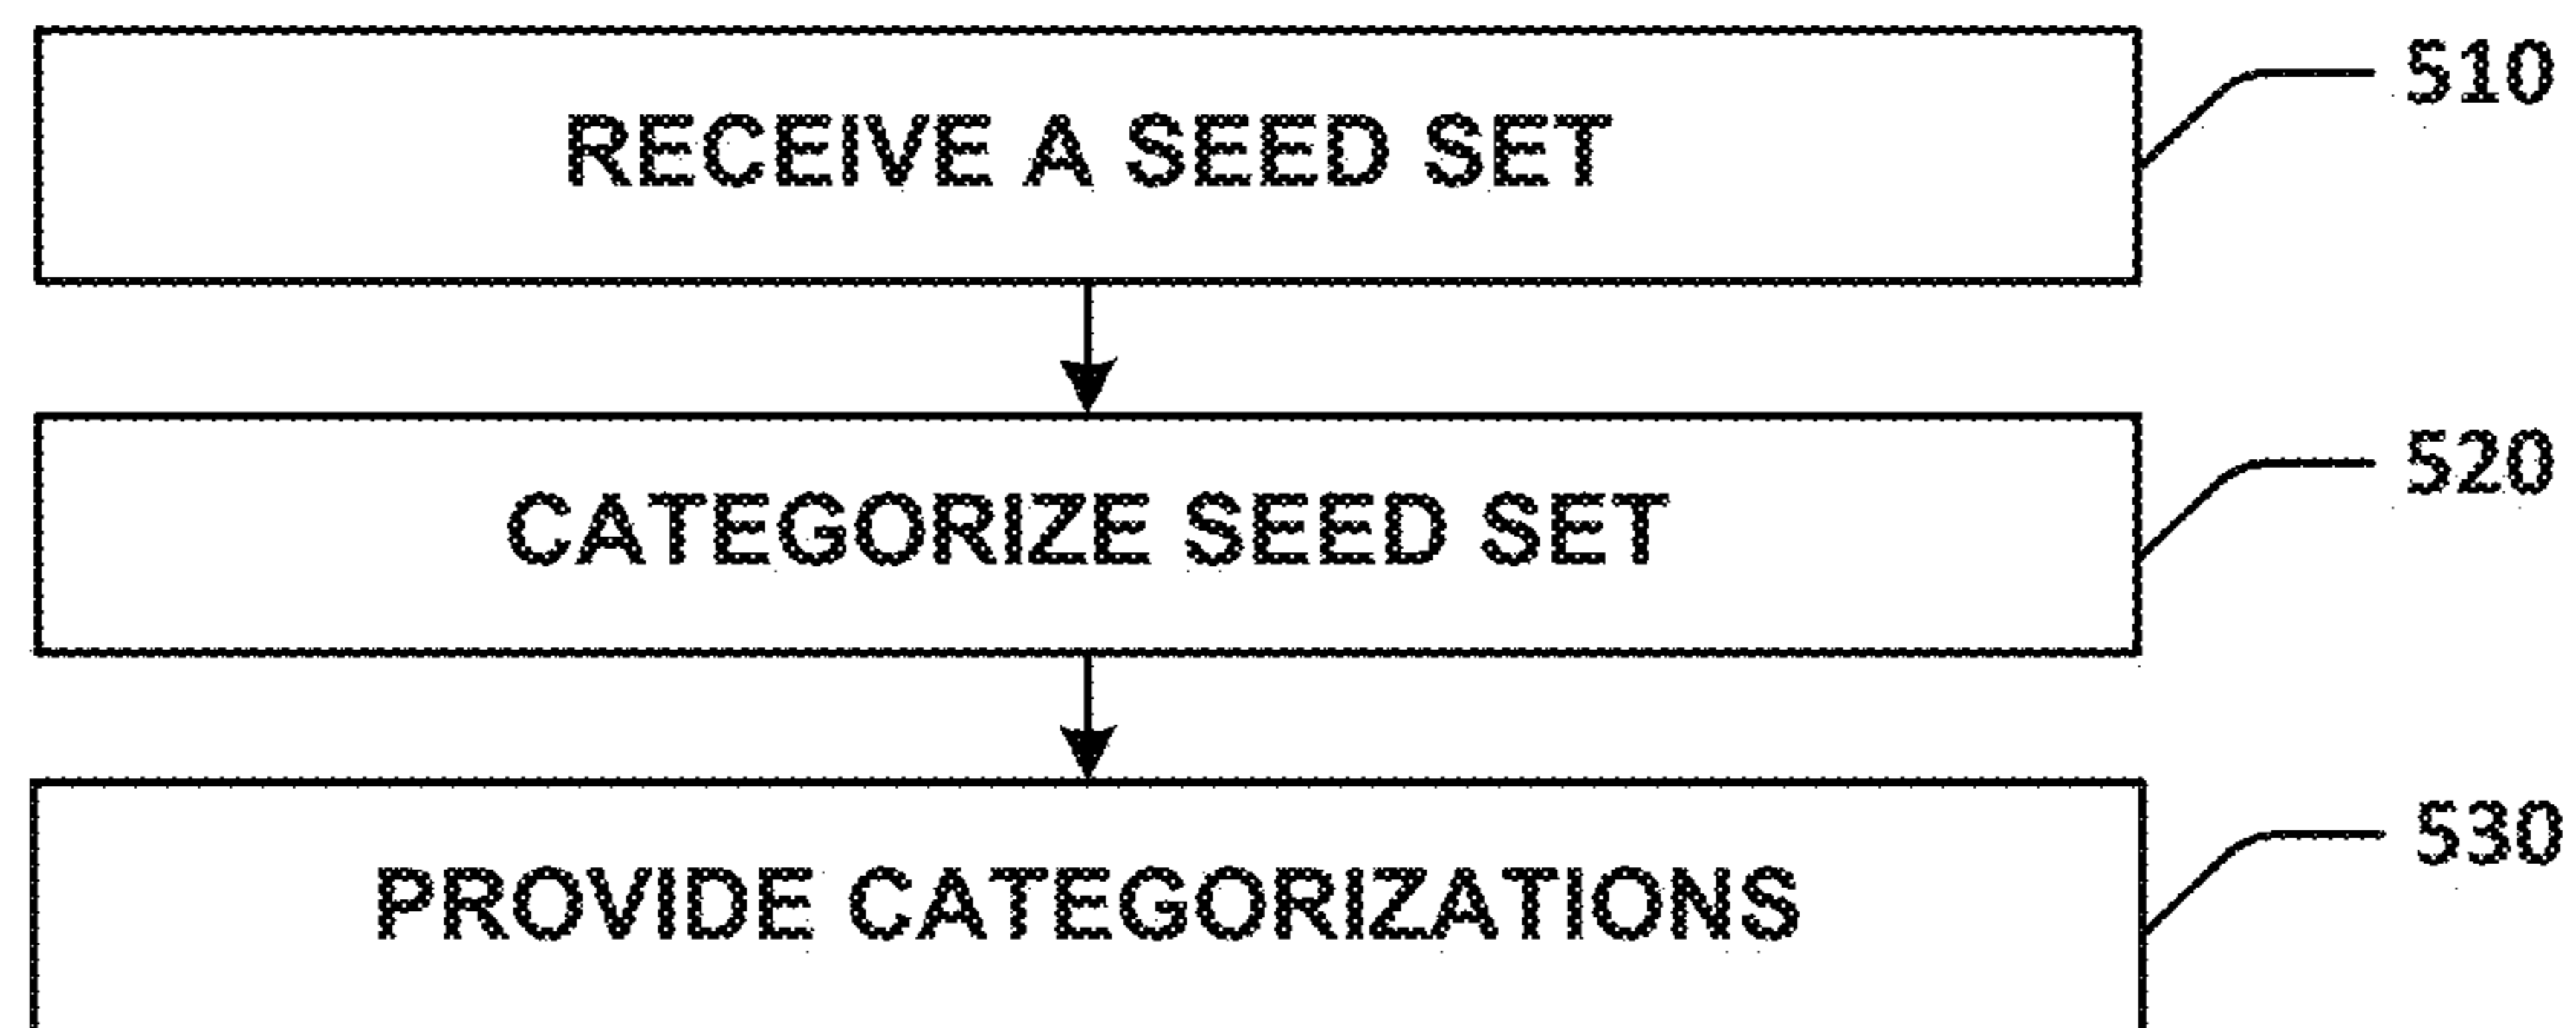 RECEIVE A SEED SET
510
CATEGORIZE SEED SET
520
PROVIDE CATEGORIZATIONS
530